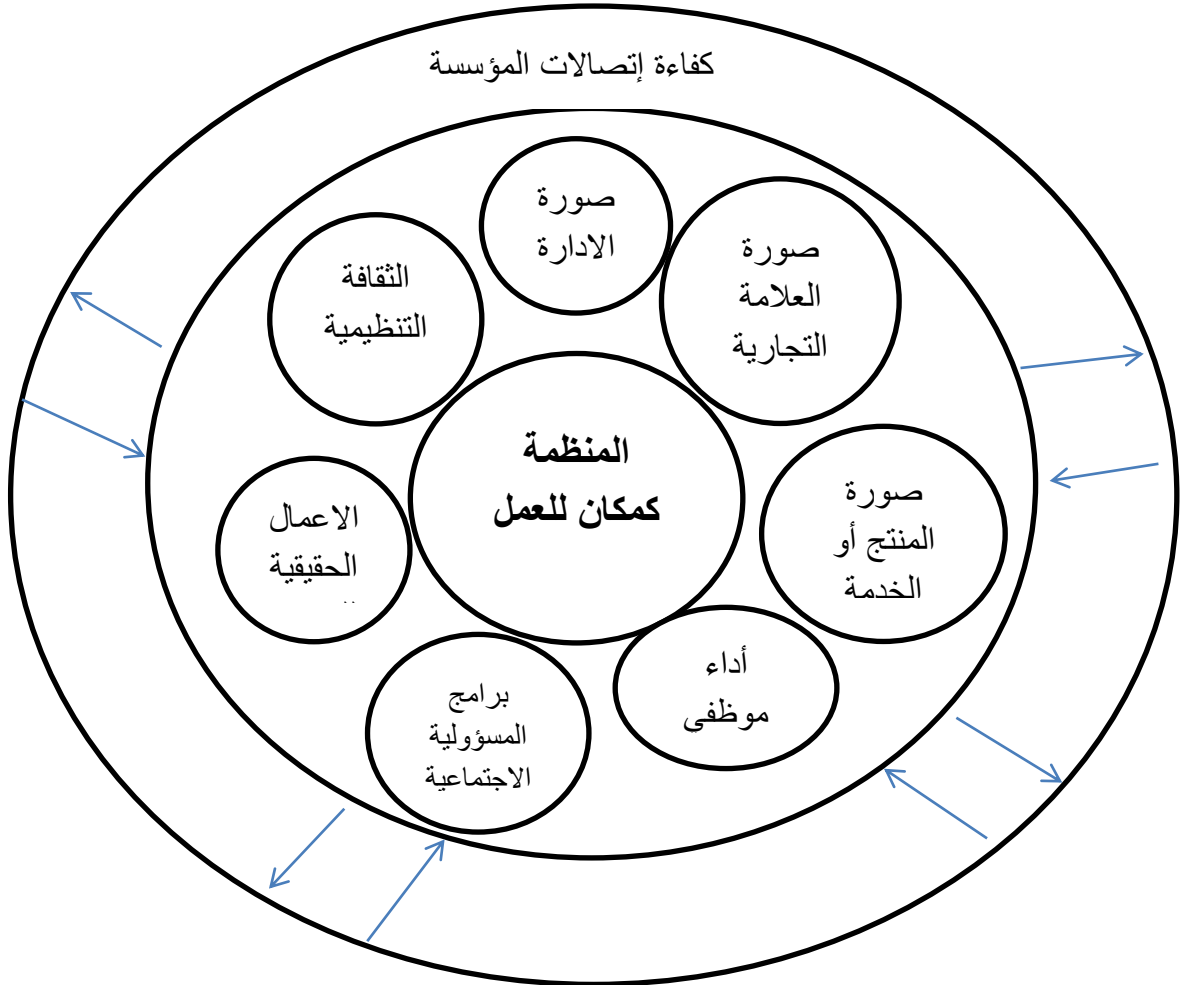 كفاءة إتصالات المؤسسة
صورة
الادارة
صورة
العلامة
التجارية
الثقافة
التنظيمية
المنظمة
كمكان للعمل
صورة
المنتج أو
الخدمة
الاعمال
الحقيقية
أداء
موظفي
برامج
المسؤولية
الاجتماعية